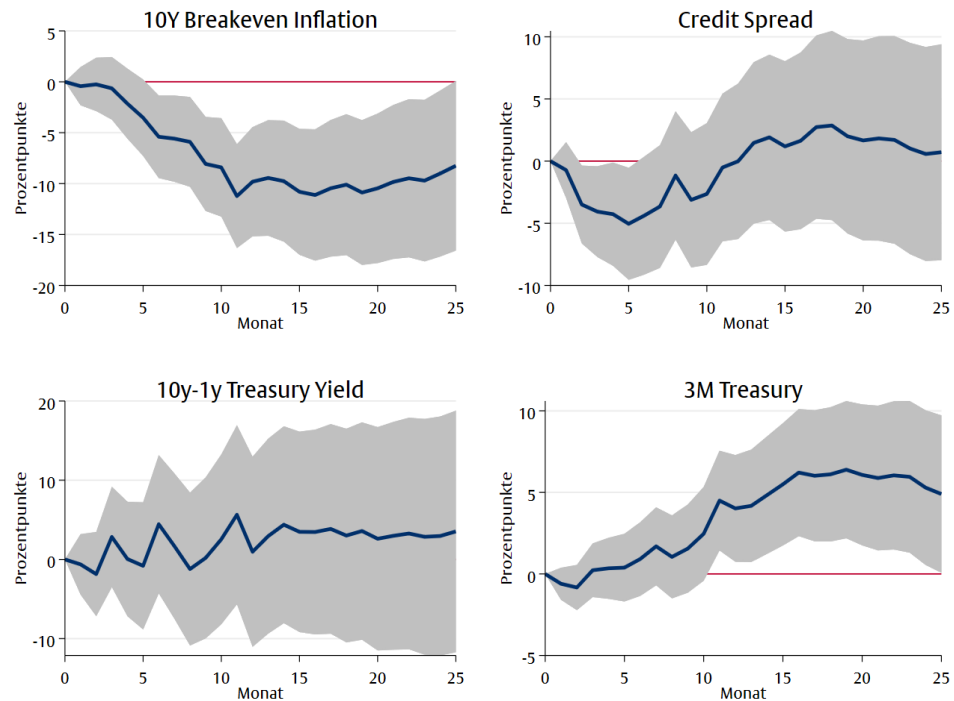 10Y Breakeven Inflation
Prozentpunkte
5
0
-5
-10
-15
-20
0 5 10 15 20 25
Monat
Credit Spread
Prozentpunkte
10
5
0
-5
-10
0 5 10 15 20 25
Monat
10y-1y Treasury Yield
Prozentpunkte
20
10
0
-10
0 5 10 15 20 25
Monat
3M Treasury
Prozentpunkte
10
5
0
-5
0 5 10 15 20 25
Monat